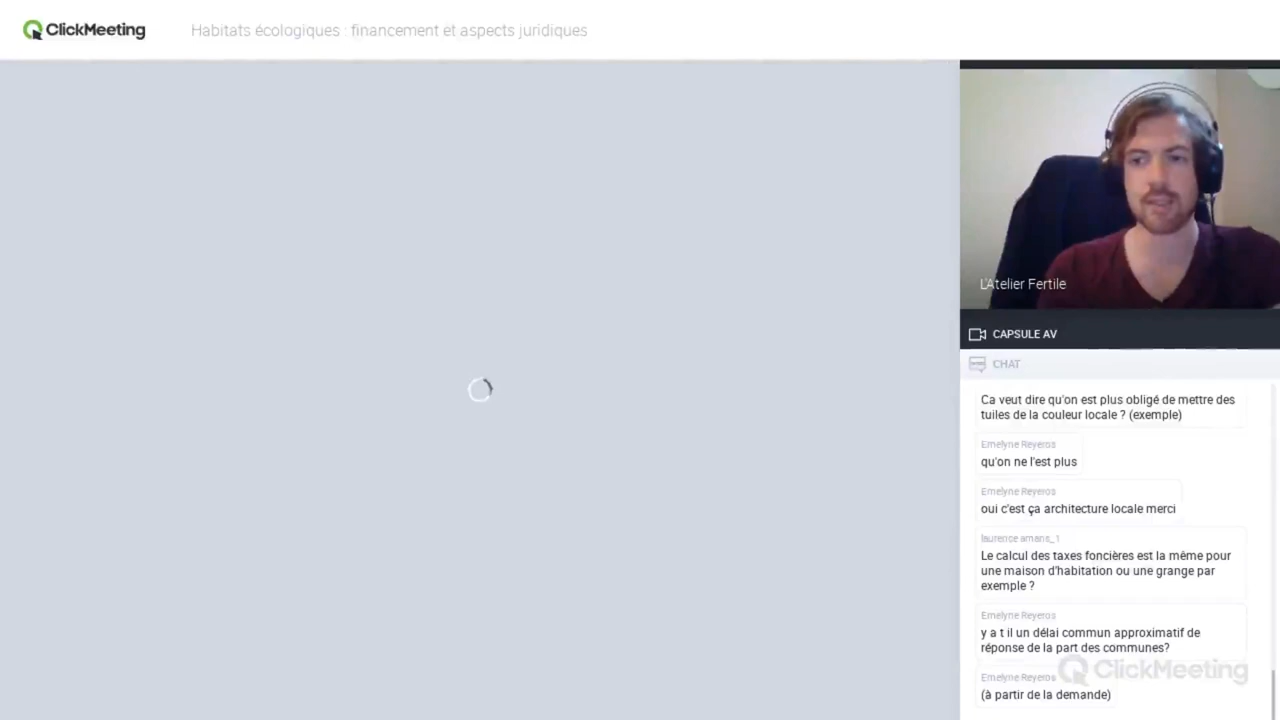 ClickMeeting
Habitats écologiques : financement et aspects juridiques
L'Atelier Fertile
CAPSULE AV
CHAT
Ca veut dire qu'on est plus obligé de mettre des
tuiles de la couleur locale ? (exemple)
Emelyne Reyeros
qu'on ne l'est plus
Emelyne Reyeros
oui c'est ça architecture locale merci
laurence amans_1
Le calcul des taxes foncières est la même pour
une maison d'habitation ou une grange par
exemple ?
Emelyne Reyeros
y a t il un délai commun approximatif de
réponse de la part des communes?
ClickMeeting
Emelyne Reyeros
(à partir de la demande)